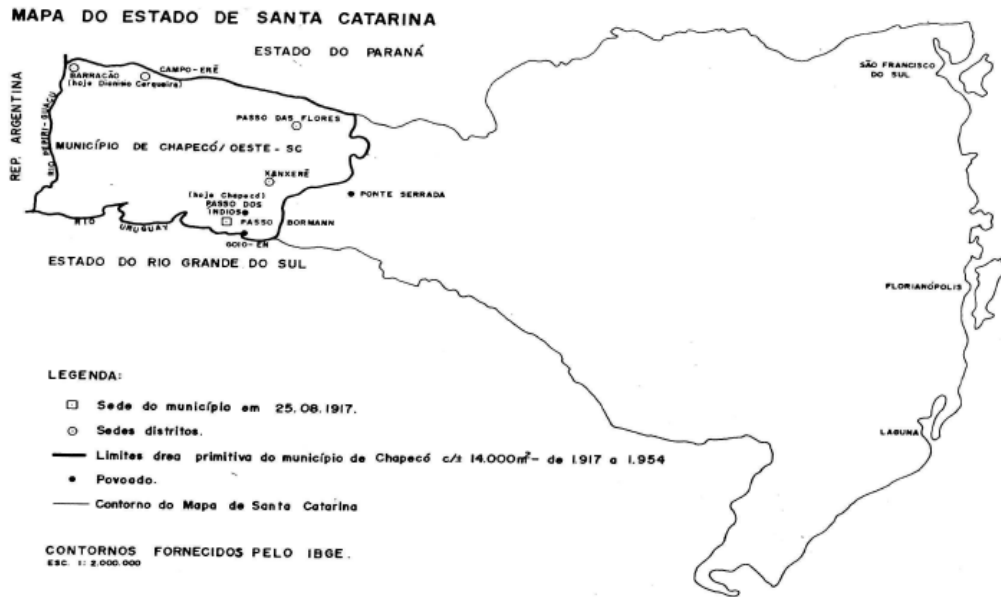 MAPA DO ESTADO DE SANTA CATARINA
ESTADO DO PARANÁ
BARRACÃO
(hoje Dionísio Cerqueira)
CAMPO-ERÊ
SÃO FRANCISCO
DO SUL
REP. ARGENTINA
RIO PEPIRI-GUAÇU
PASSO DAS FLORES
MUNICÍPIO DE CHAPECÓ/OESTE-SC
XANXERÊ
(hoje Chapecó)
PASSO DOS
ÍNDIOS
PONTE SERRADA
PASSO BORMANN
RIO URUGUAY
GOIO-EN
ESTADO DO RIO GRANDE DO SUL
FLORIANÓPOLIS
LAGUNA
LEGENDA:
Sede do município em 25.08.1917.
Sedes distritos.
Limites área primitiva do município de Chapecó c/± 14.000m²- de 1.917 a 1.954
Povoado.
Contorno do Mapa de Santa Catarina
CONTORNOS FORNECIDOS PELO IBGE.
ESC. 1: 2.000.000